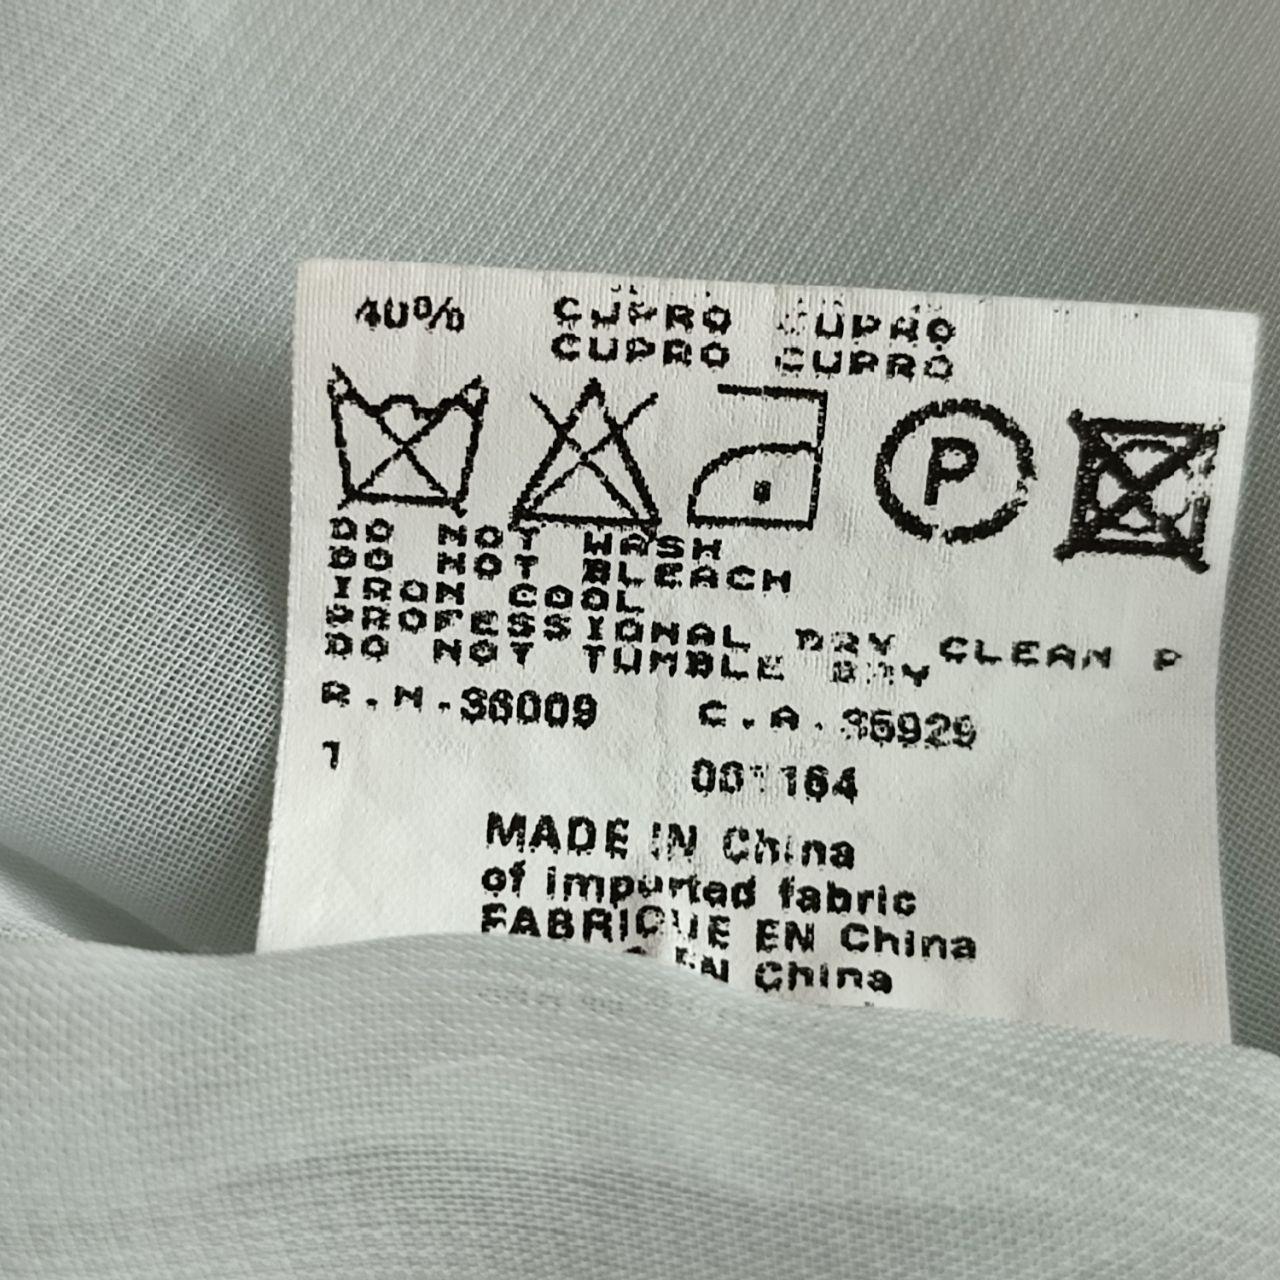 40% CUPRO CUPRO
CUPRO CUPRO
P
DO NOT WASH
DO NOT BLEACH
IRON COOL
PROFESSIONAL DRY CLEAN P
DO NOT TUMBLE DRY
R.N.36009 C.A.36929
1
001164
MADE IN China
of imported fabric
FABRIQUE EN China
EN China